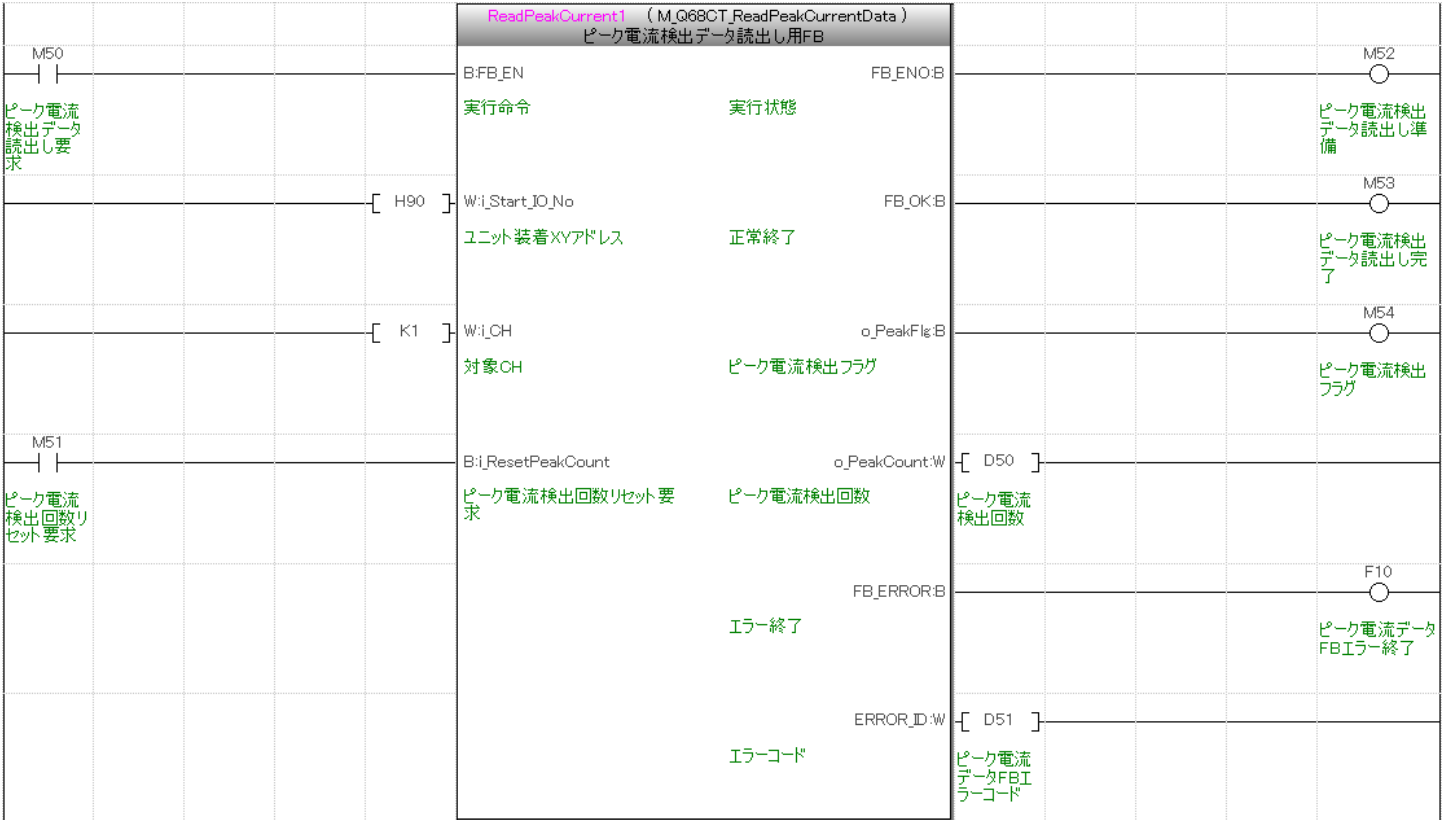 ReadPeakCurrent1 （M_Q68CT_ReadPeakCurrentData）
ピーク電流検出データ読出し用FB
M50
B:FB_EN
FB_ENO:B
M52
ピーク電流
検出データ
読出し要
求
実行命令
実行状態
ピーク電流検出
データ読出し準
備
H90
W:i_Start_IO_No
FB_OK:B
M53
ユニット装着XYアドレス
正常終了
ピーク電流検出
データ読出し完
了
K1
W:i_CH
o_PeakFlg:B
M54
対象CH
ピーク電流検出フラグ
ピーク電流検出
フラグ
M51
B:i_ResetPeakCount
o_PeakCount:W
D50
ピーク電流
検出回数リ
セット要求
ピーク電流検出回数リセット要
求
ピーク電流検出回数
ピーク電流
検出回数
FB_ERROR:B
F10
エラー終了
ピーク電流データ
FBエラー終了
ERROR_ID:W
D51
エラーコード
ピーク電流
データFBエ
ラーコード